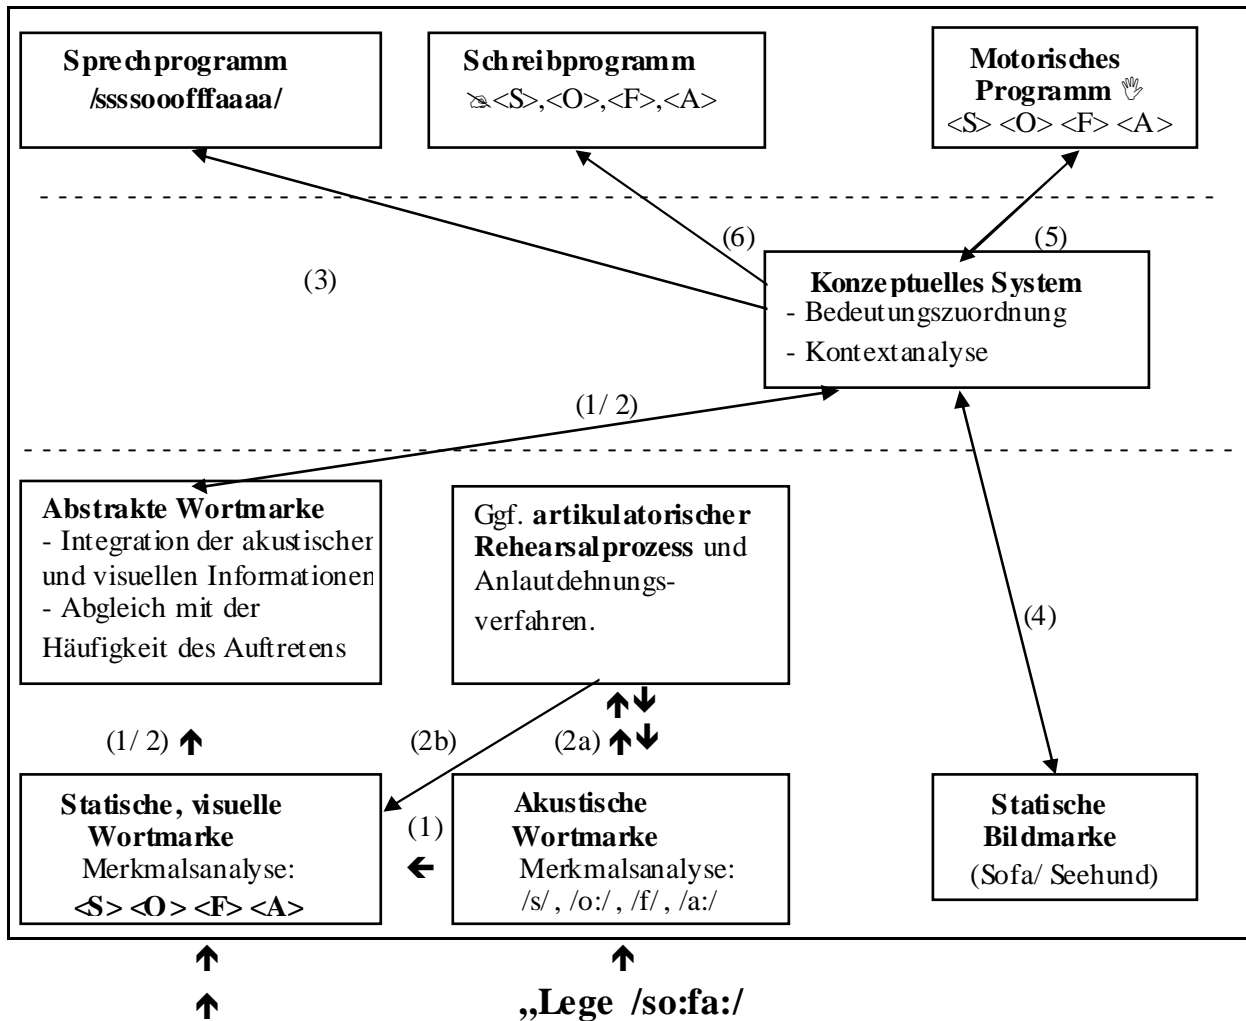 Sprechprogramm
/ssssooofffaaaa/
Schreibprogramm
<S>,<O>,<F>,<A>
Motorisches
Programm
<S> <O> <F> <A>
(3)
(6)
(5)
Konzeptuelles System
- Bedeutungszuordnung
- Kontextanalyse
(1/ 2)
Abstrakte Wortmarke
- Integration der akustischen
und visuellen Informationen
- Abgleich mit der
Häufigkeit des Auftretens
Ggf. artikulatorischer
Rehearsalprozess und
Anlautdehnungs-
verfahren.
(4)
(1/ 2)
(2b)
(2a)
Statische, visuelle
Wortmarke
Merkmalsanalyse:
<S> <O> <F> <A>
(1)
Akustische
Wortmarke
Merkmalsanalyse:
/s/ , /o:/ , /f/ , /a:/
Statische
Bildmarke
(Sofa/ Seehund)
„Lege /so:fa:/